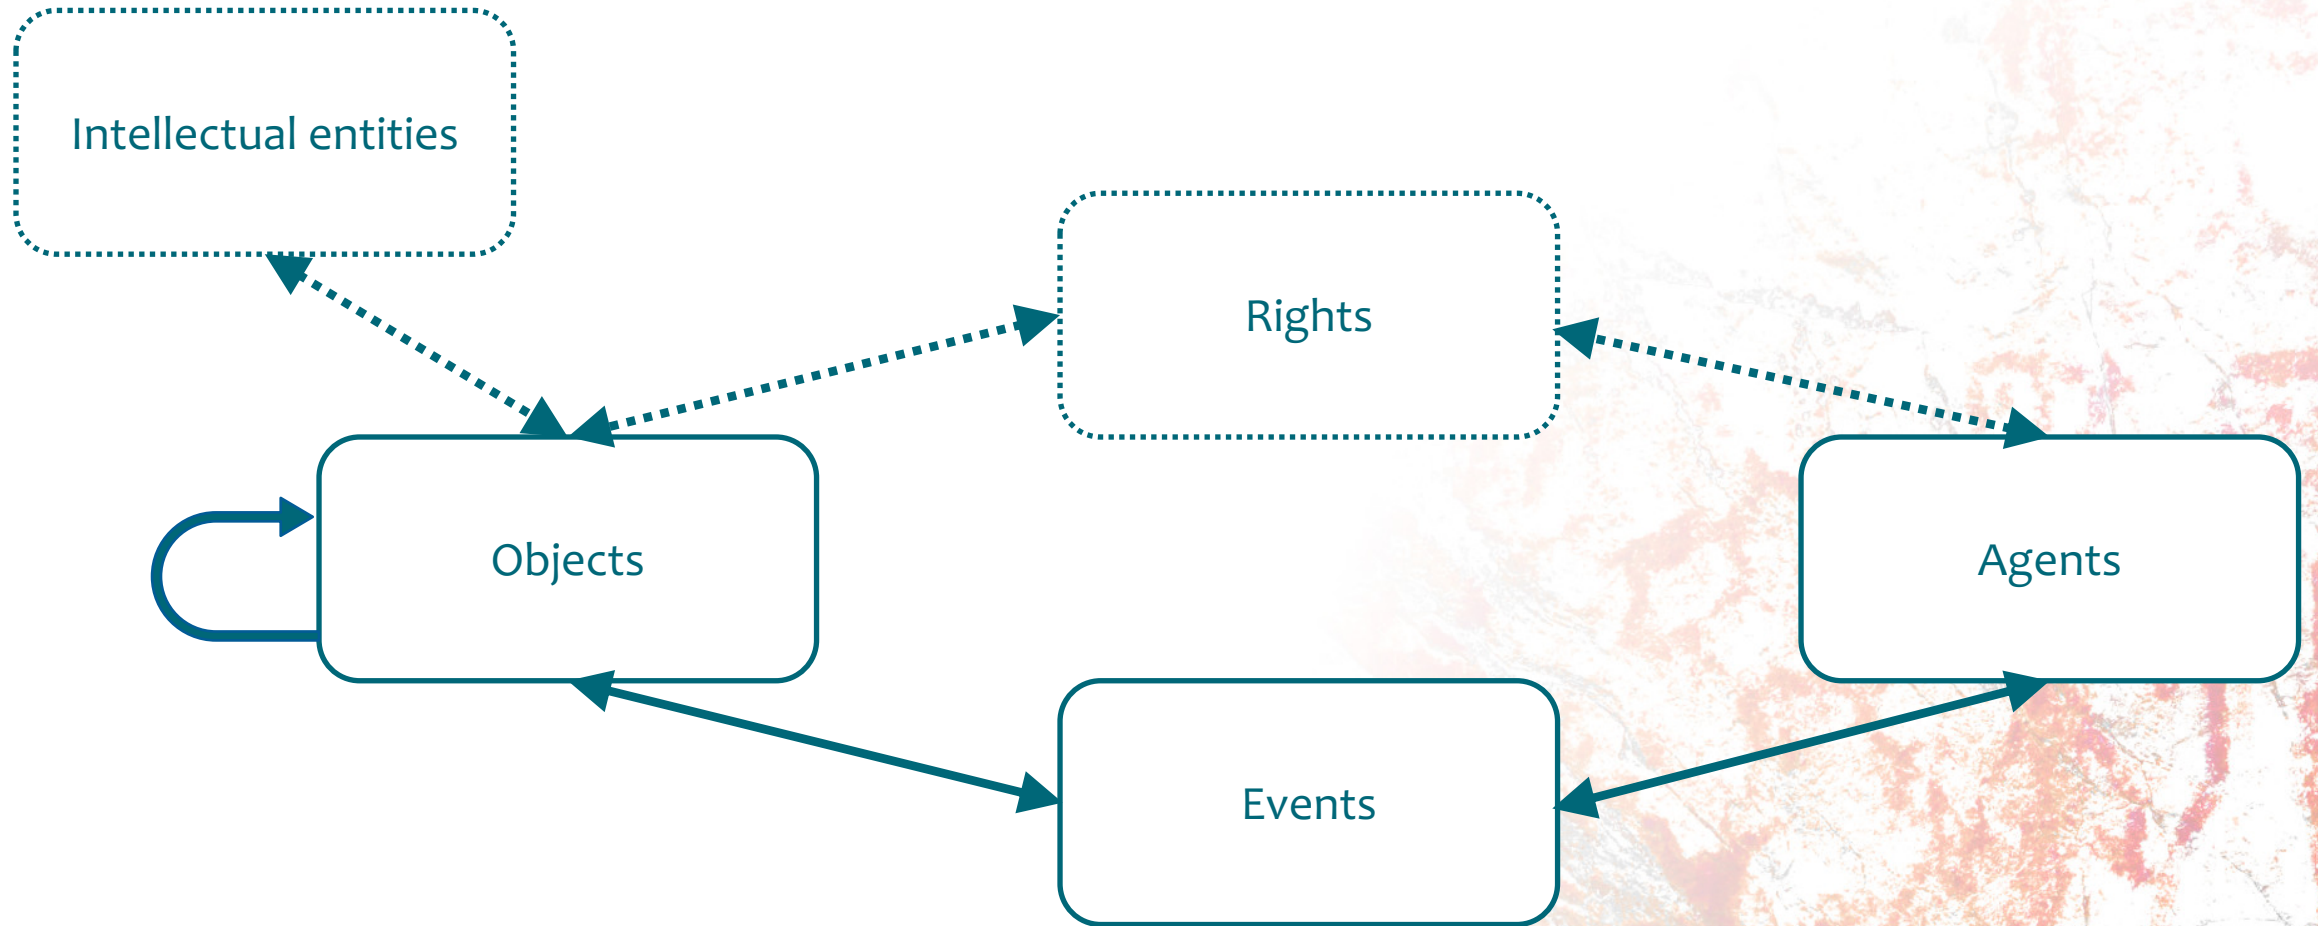 Intellectual entities
Rights
Objects
Agents
Events